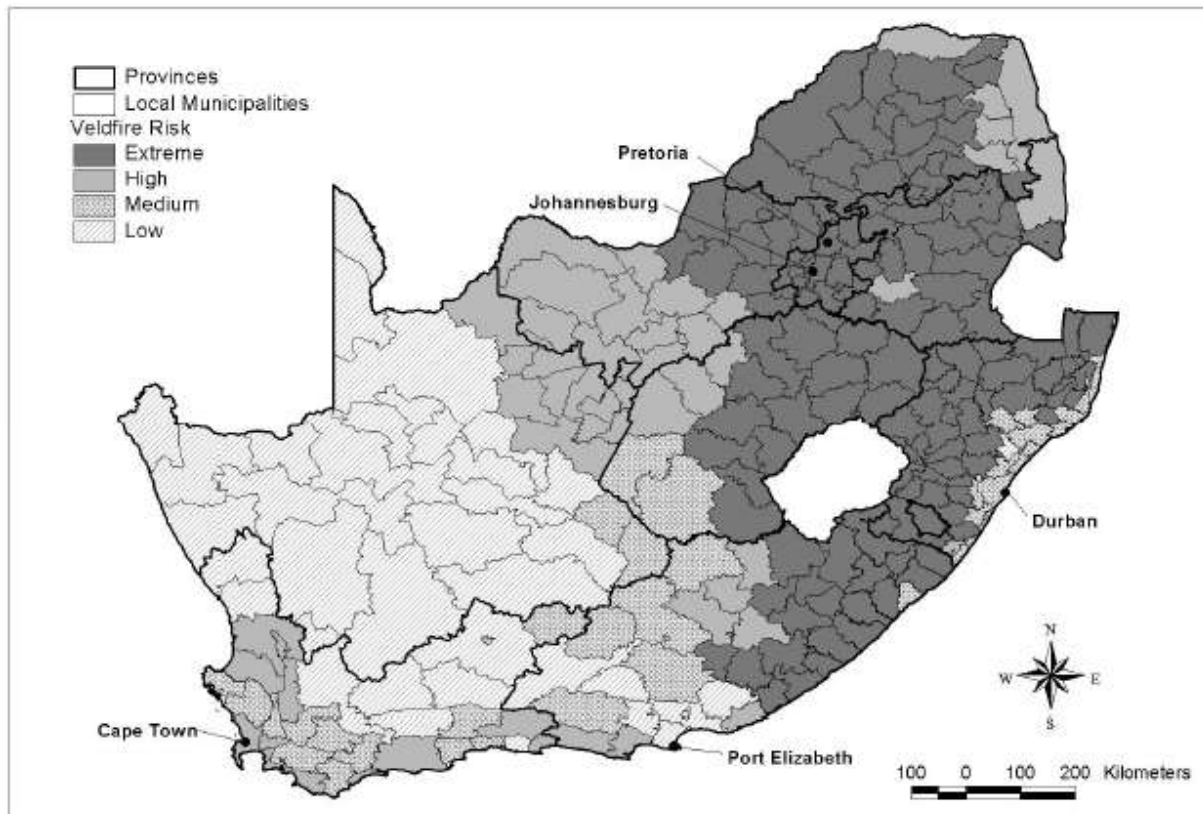 Provinces
Local Municipalities
Veldfire Risk
Extreme
High
Medium
Low
Pretoria
Johannesburg
Durban
Cape Town
Port Elizabeth
N
W E
S
100 0 100 200 Kilometers